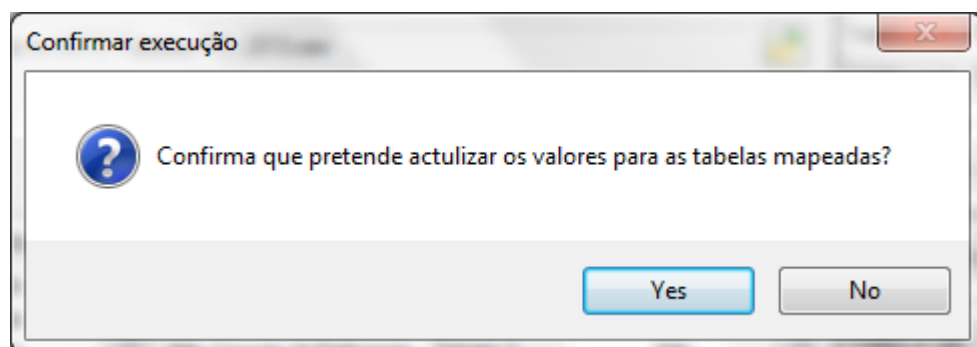 Confirmar execução
Confirma que pretende actulizar os valores para as tabelas mapeadas?
Yes
No